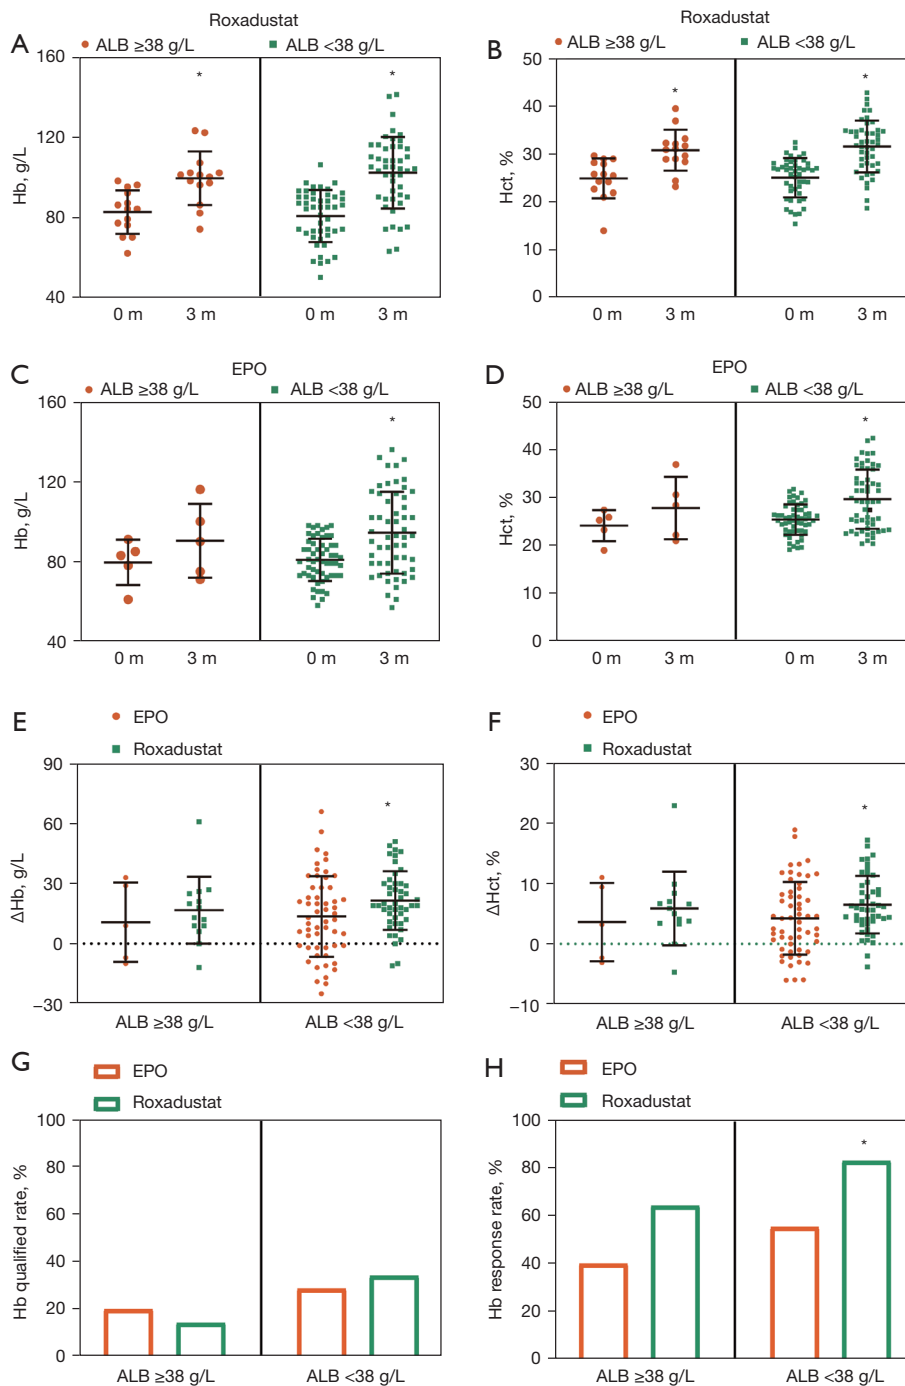 A
Roxadustat
ALB ≥38 g/L
ALB <38 g/L
Hb, g/L
160
120
80
40
*
*
0 m
3 m
0 m
3 m
B
Roxadustat
ALB ≥38 g/L
ALB <38 g/L
Hct, %
50
40
30
20
10
0
*
*
0 m
3 m
0 m
3 m
C
EPO
ALB ≥38 g/L
ALB <38 g/L
Hb, g/L
160
120
80
40
*
0 m
3 m
0 m
3 m
D
EPO
ALB ≥38 g/L
ALB <38 g/L
Hct, %
50
40
30
20
10
0
*
0 m
3 m
0 m
3 m
E
EPO
Roxadustat
ΔHb, g/L
90
60
30
0
−30
*
ALB ≥38 g/L
ALB <38 g/L
F
EPO
Roxadustat
ΔHct, %
30
20
10
0
−10
*
ALB ≥38 g/L
ALB <38 g/L
G
EPO
Roxadustat
Hb qualified rate, %
100
80
60
40
20
0
ALB ≥38 g/L
ALB <38 g/L
H
EPO
Roxadustat
Hb response rate, %
100
80
60
40
20
0
*
ALB ≥38 g/L
ALB <38 g/L